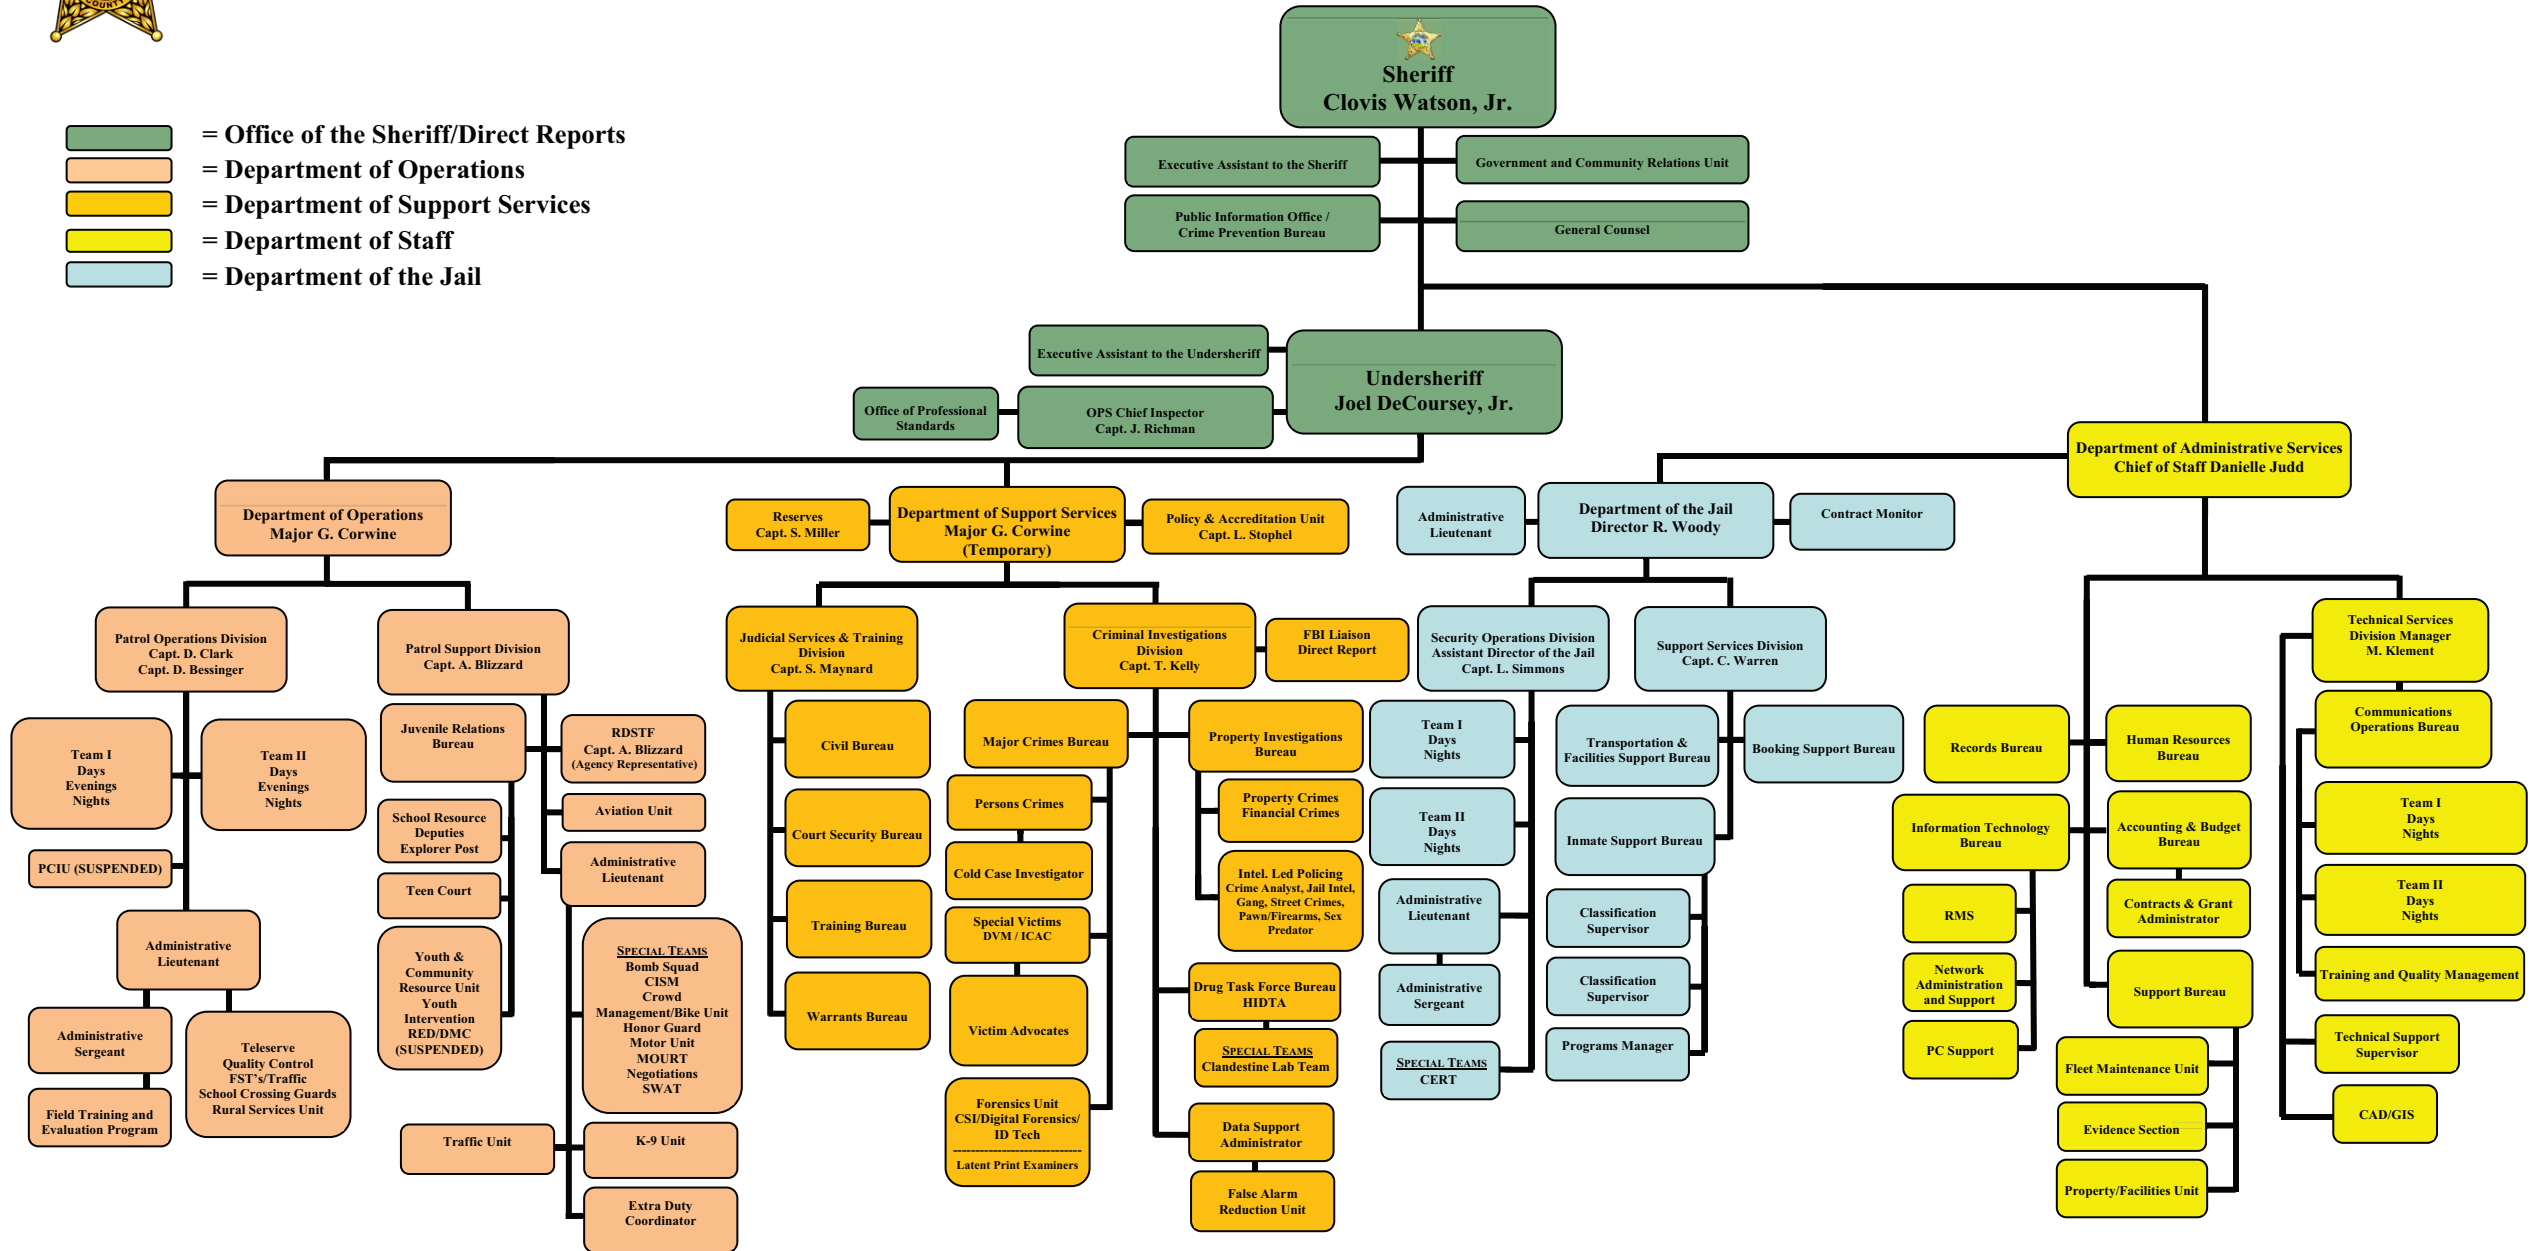 COUNTY
= Office of the Sheriff/Direct Reports
= Department of Operations
= Department of Support Services
= Department of Staff
= Department of the Jail
Sheriff
Clovis Watson, Jr.
Executive Assistant to the Sheriff
Government and Community Relations Unit
Public Information Office /
Crime Prevention Bureau
General Counsel
Executive Assistant to the Undersheriff
Undersheriff
Joel DeCoursey, Jr.
Office of Professional
Standards
OPS Chief Inspector
Capt. J. Richman
Department of Administrative Services
Chief of Staff Danielle Judd
Department of Operations
Major G. Corwine
Reserves
Capt. S. Miller
Department of Support Services
Major G. Corwine
(Temporary)
Policy & Accreditation Unit
Capt. L. Stophel
Administrative
Lieutenant
Department of the Jail
Director R. Woody
Contract Monitor
Patrol Operations Division
Capt. D. Clark
Capt. D. Bessinger
Patrol Support Division
Capt. A. Blizzard
Judicial Services & Training
Division
Capt. S. Maynard
Criminal Investigations
Division
Capt. T. Kelly
FBI Liaison
Direct Report
Security Operations Division
Assistant Director of the Jail
Capt. L. Simmons
Support Services Division
Capt. C. Warren
Technical Services
Division Manager
M. Klement
Team I
Days
Evenings
Nights
Team II
Days
Evenings
Nights
PCIU (SUSPENDED)
Administrative
Lieutenant
Administrative
Sergeant
Field Training and
Evaluation Program
Teleserve
Quality Control
FST's/Traffic
School Crossing Guards
Rural Services Unit
Juvenile Relations
Bureau
School Resource
Deputies
Explorer Post
Teen Court
Youth &
Community
Resource Unit
Youth
Intervention
RED/DMC
(SUSPENDED)
RDSTF
Capt. A. Blizzard
(Agency Representative)
Aviation Unit
Administrative
Lieutenant
SPECIAL TEAMS
Bomb Squad
CISM
Crowd
Management/Bike Unit
Honor Guard
Motor Unit
MOURT
Negotiations
SWAT
Traffic Unit
K-9 Unit
Extra Duty
Coordinator
Civil Bureau
Court Security Bureau
Training Bureau
Warrants Bureau
Major Crimes Bureau
Persons Crimes
Cold Case Investigator
Special Victims
DVM / ICAC
Victim Advocates
Forensics Unit
CSI/Digital Forensics/
ID Tech
-----------------------------
Latent Print Examiners
Property Investigations
Bureau
Property Crimes
Financial Crimes
Intel. Led Policing
Crime Analyst, Jail Intel,
Gang, Street Crimes,
Pawn/Firearms, Sex
Predator
Drug Task Force Bureau
HIDTA
SPECIAL TEAMS
Clandestine Lab Team
Data Support
Administrator
False Alarm
Reduction Unit
Team I
Days
Nights
Team II
Days
Nights
Administrative
Lieutenant
Administrative
Sergeant
SPECIAL TEAMS
CERT
Transportation &
Facilities Support Bureau
Booking Support Bureau
Inmate Support Bureau
Classification
Supervisor
Classification
Supervisor
Programs Manager
Records Bureau
Human Resources
Bureau
Information Technology
Bureau
Accounting & Budget
Bureau
RMS
Network
Administration
and Support
PC Support
Contracts & Grant
Administrator
Support Bureau
Fleet Maintenance Unit
Evidence Section
Property/Facilities Unit
Communications
Operations Bureau
Team I
Days
Nights
Team II
Days
Nights
Training and Quality Management
Technical Support
Supervisor
CAD/GIS